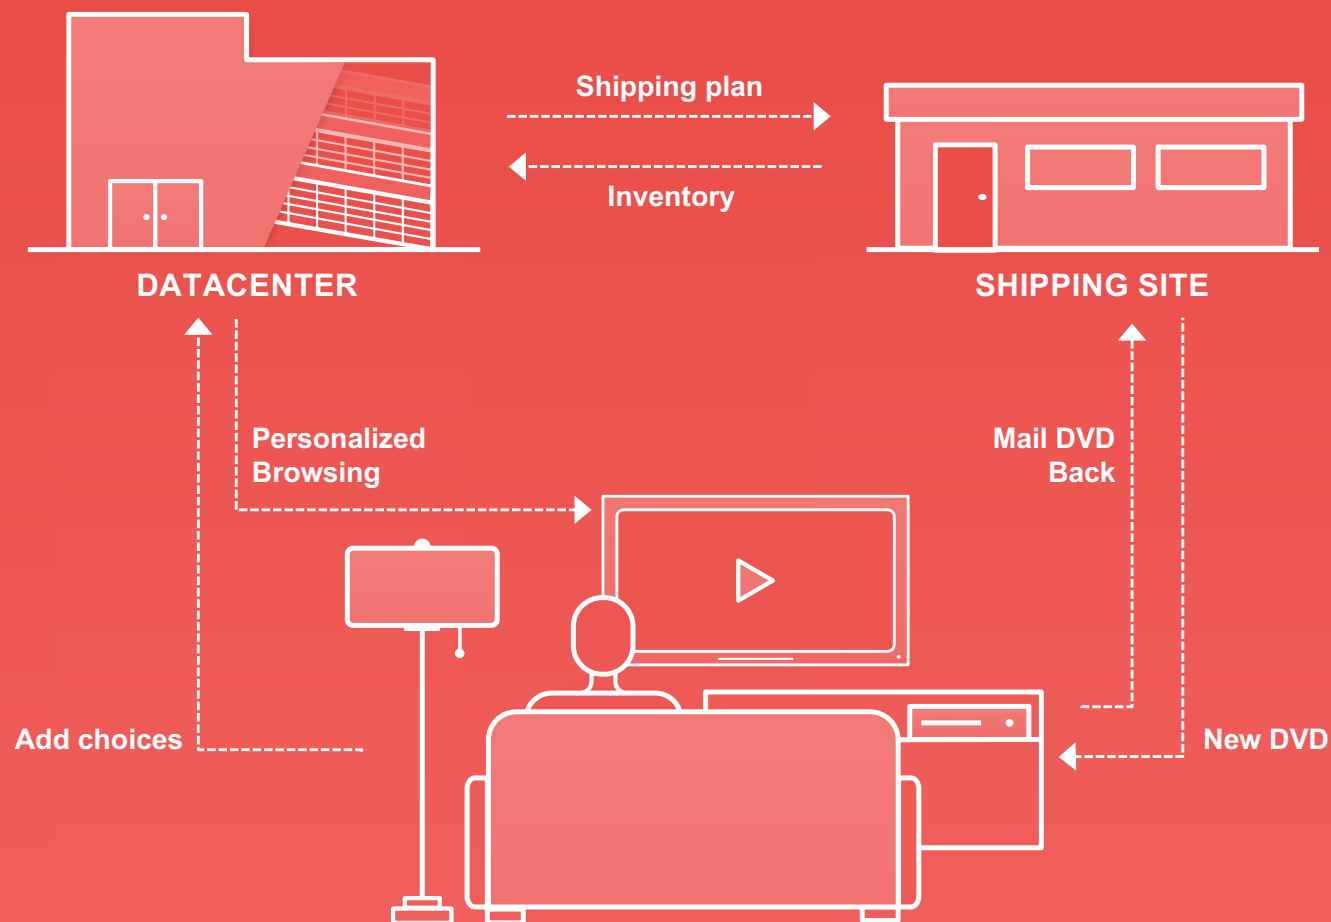 Shipping plan
Inventory
DATACENTER
SHIPPING SITE
Personalized
Browsing
Mail DVD
Back
Add choices
New DVD